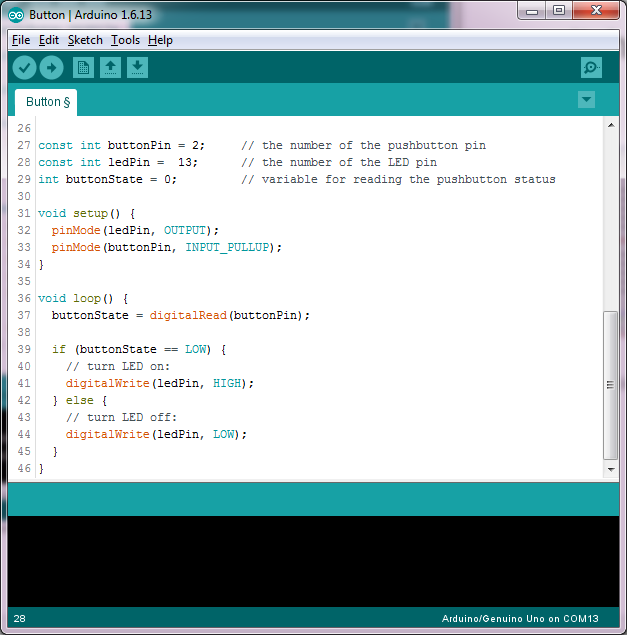 Button | Arduino 1.6.13
File Edit Sketch Tools Help
Button §
26
27 const int buttonPin = 2;     // the number of the pushbutton pin
28 const int ledPin =  13;      // the number of the LED pin
29 int buttonState = 0;         // variable for reading the pushbutton status
30
31 void setup() {
32   pinMode(ledPin, OUTPUT);
33   pinMode(buttonPin, INPUT_PULLUP);
34 }
35
36 void loop() {
37   buttonState = digitalRead(buttonPin);
38
39   if (buttonState == LOW) {
40     // turn LED on:
41     digitalWrite(ledPin, HIGH);
42   } else {
43     // turn LED off:
44     digitalWrite(ledPin, LOW);
45   }
46 }
28 Arduino/Genuino Uno on COM13